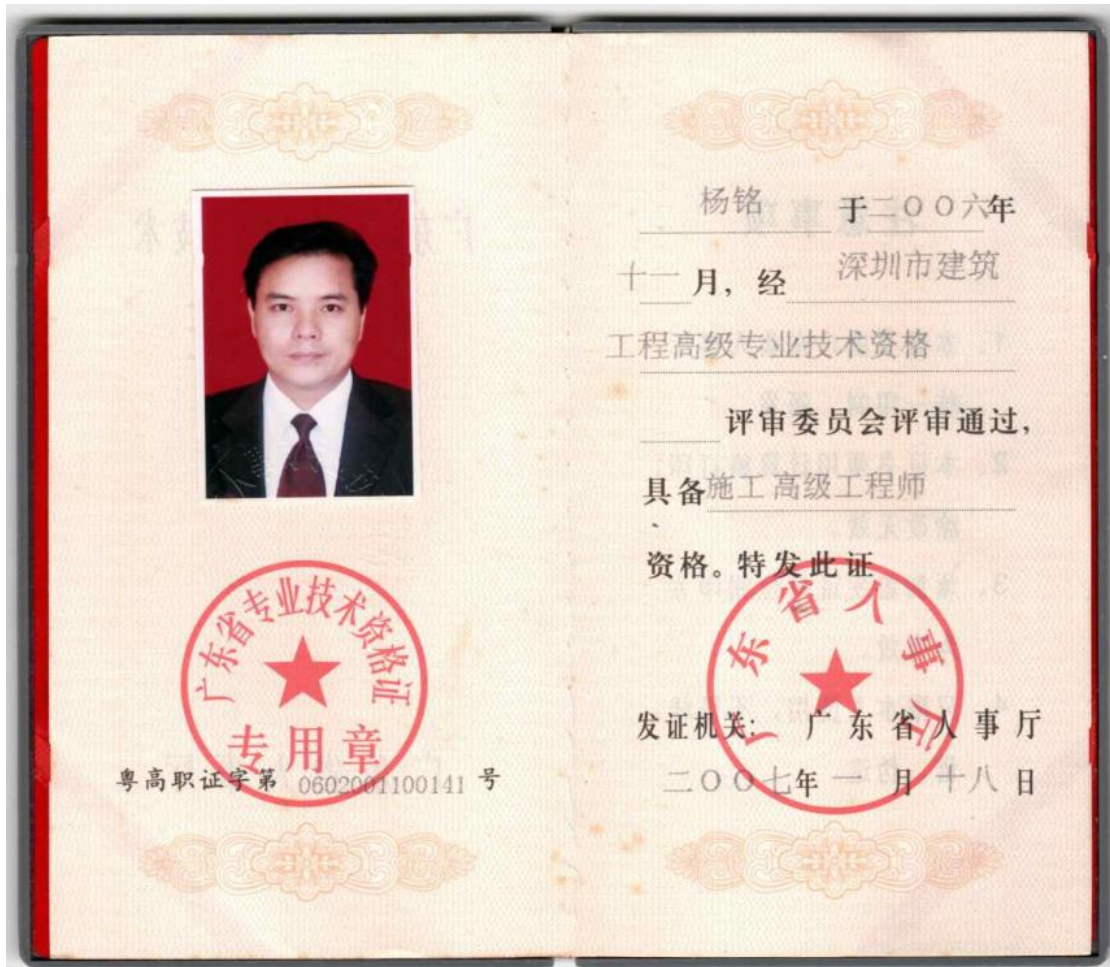 广东省专业技术资格证
专用章
粤高职证字第 0602001100141 号
杨铭 于二〇〇六年
十一月，经 深圳市建筑
工程高级专业技术资格
评审委员会评审通过，
具备施工高级工程师
资格。特发此证
广东省人事厅
发证机关：广东省人事厅
二〇〇七年一月十八日